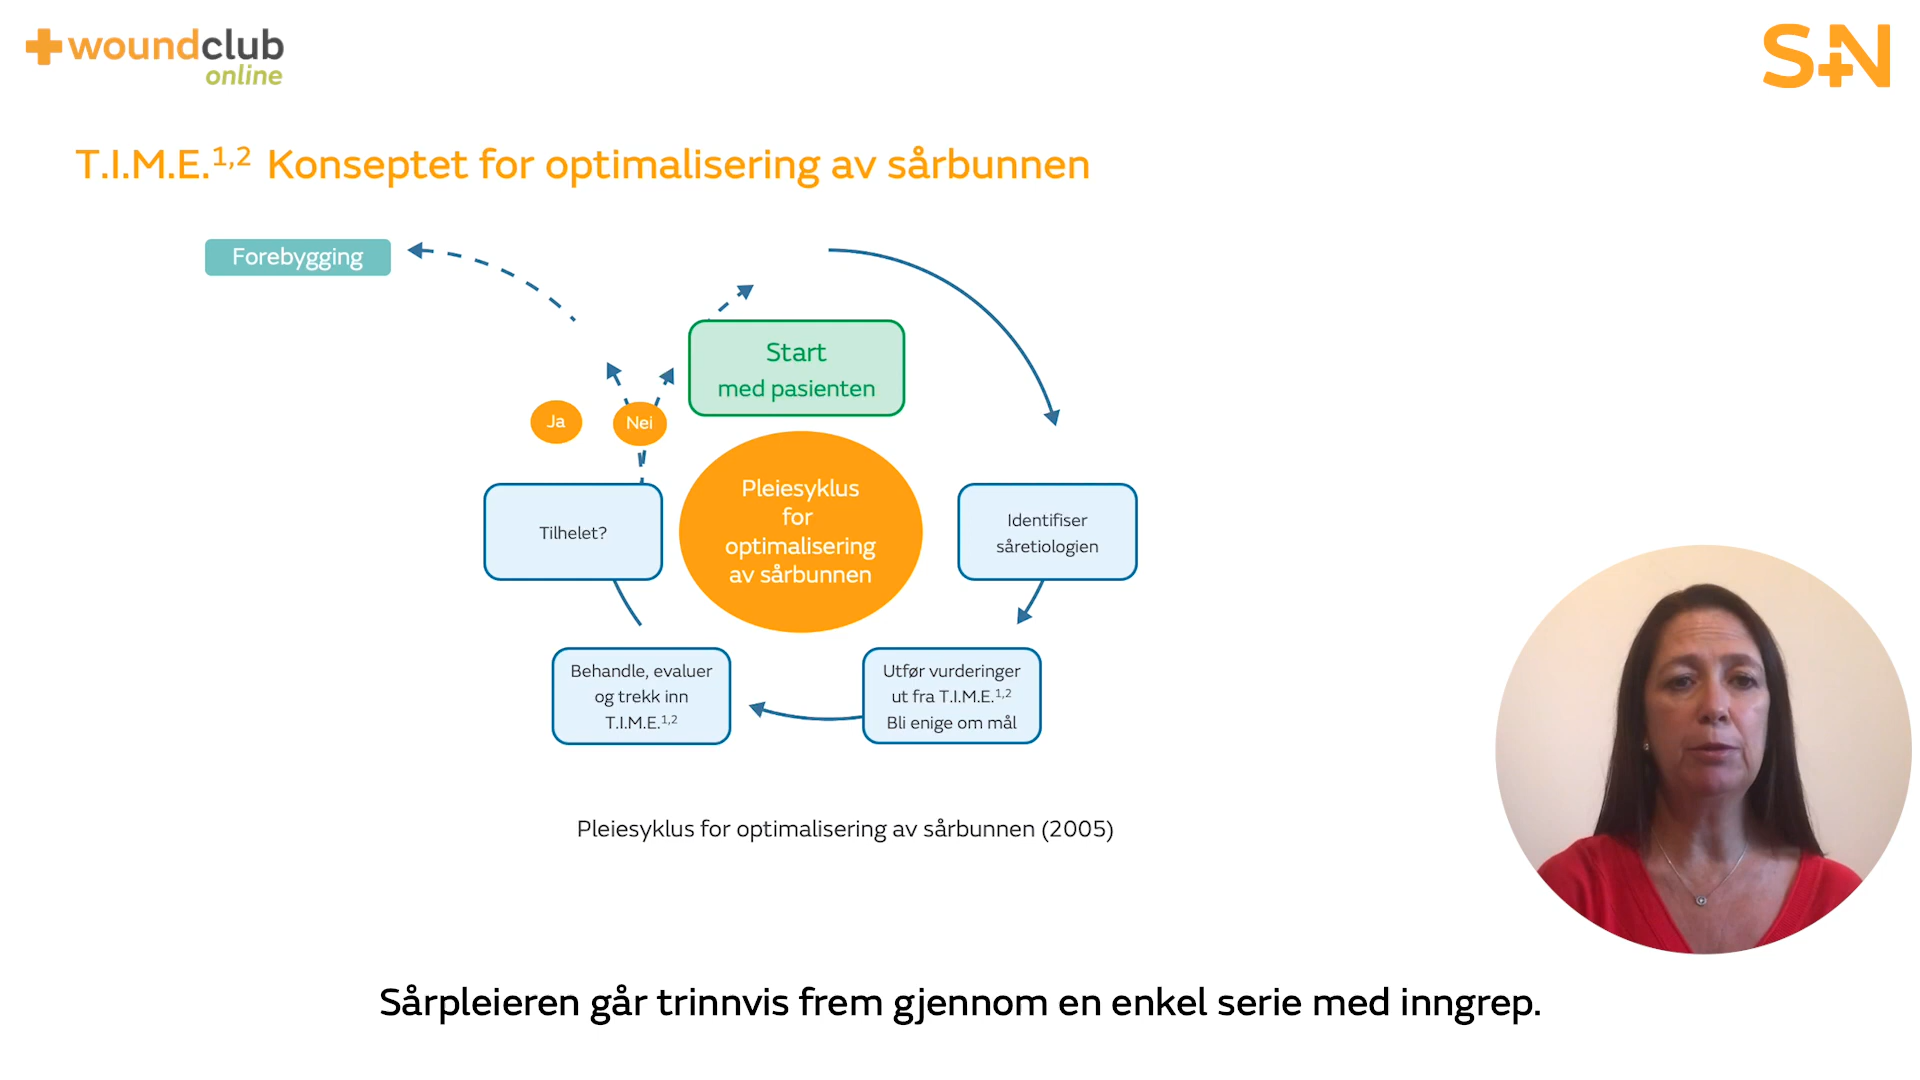 woundclub
online
S+N
T.I.M.E.¹,² Konseptet for optimalisering av sårbunnen
Forebygging
Start
med pasienten
Ja
Nei
Pleiesyklus
for
optimalisering
av sårbunnen
Tilhelet?
Identifiser
såretiologien
Behandle, evaluer
og trekk inn
T.I.M.E.¹,²
Utfør vurderinger
ut fra T.I.M.E.¹,²
Bli enige om mål
Pleiesyklus for optimalisering av sårbunnen (2005)
Sårpleieren går trinnvis frem gjennom en enkel serie med inngrep.